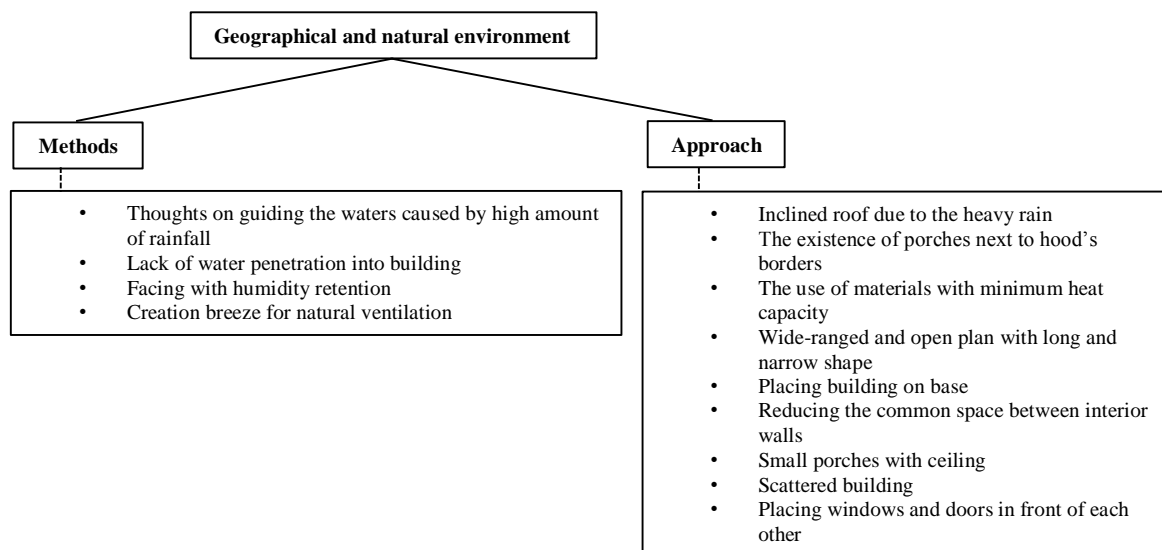 Geographical and natural environment
Methods
• Thoughts on guiding the waters caused by high amount
of rainfall
• Lack of water penetration into building
• Facing with humidity retention
• Creation breeze for natural ventilation
Approach
• Inclined roof due to the heavy rain
• The existence of porches next to hood’s
borders
• The use of materials with minimum heat
capacity
• Wide-ranged and open plan with long and
narrow shape
• Placing building on base
• Reducing the common space between interior
walls
• Small porches with ceiling
• Scattered building
• Placing windows and doors in front of each
other